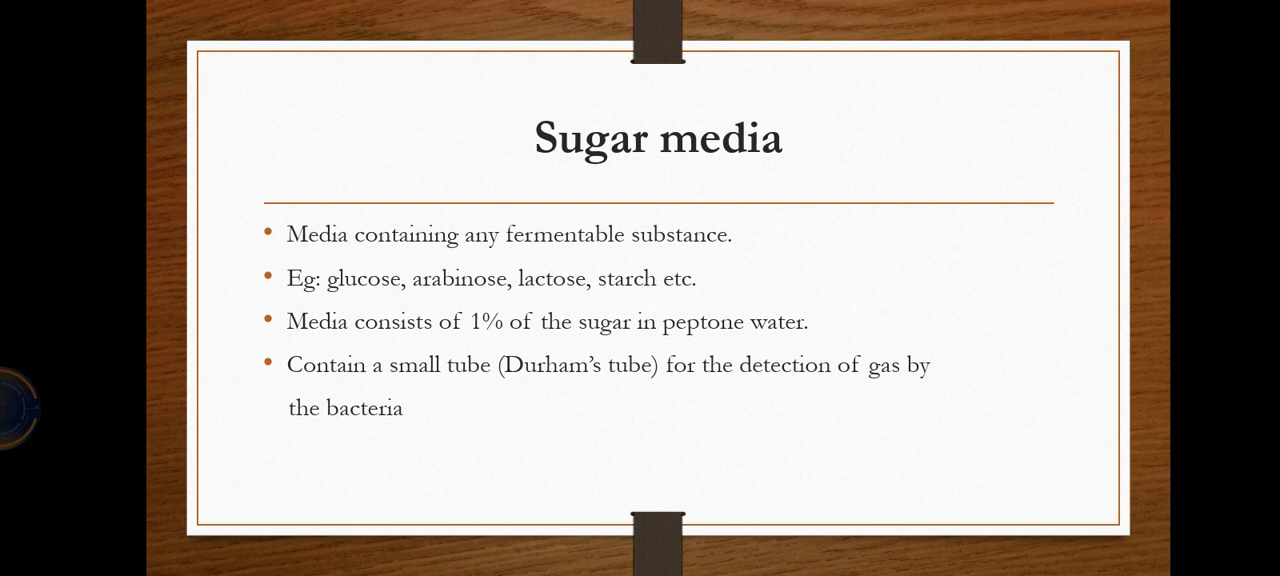 Sugar media
• Media containing any fermentable substance.
• Eg: glucose, arabinose, lactose, starch etc.
• Media consists of 1% of the sugar in peptone water.
• Contain a small tube (Durham’s tube) for the detection of gas by
the bacteria